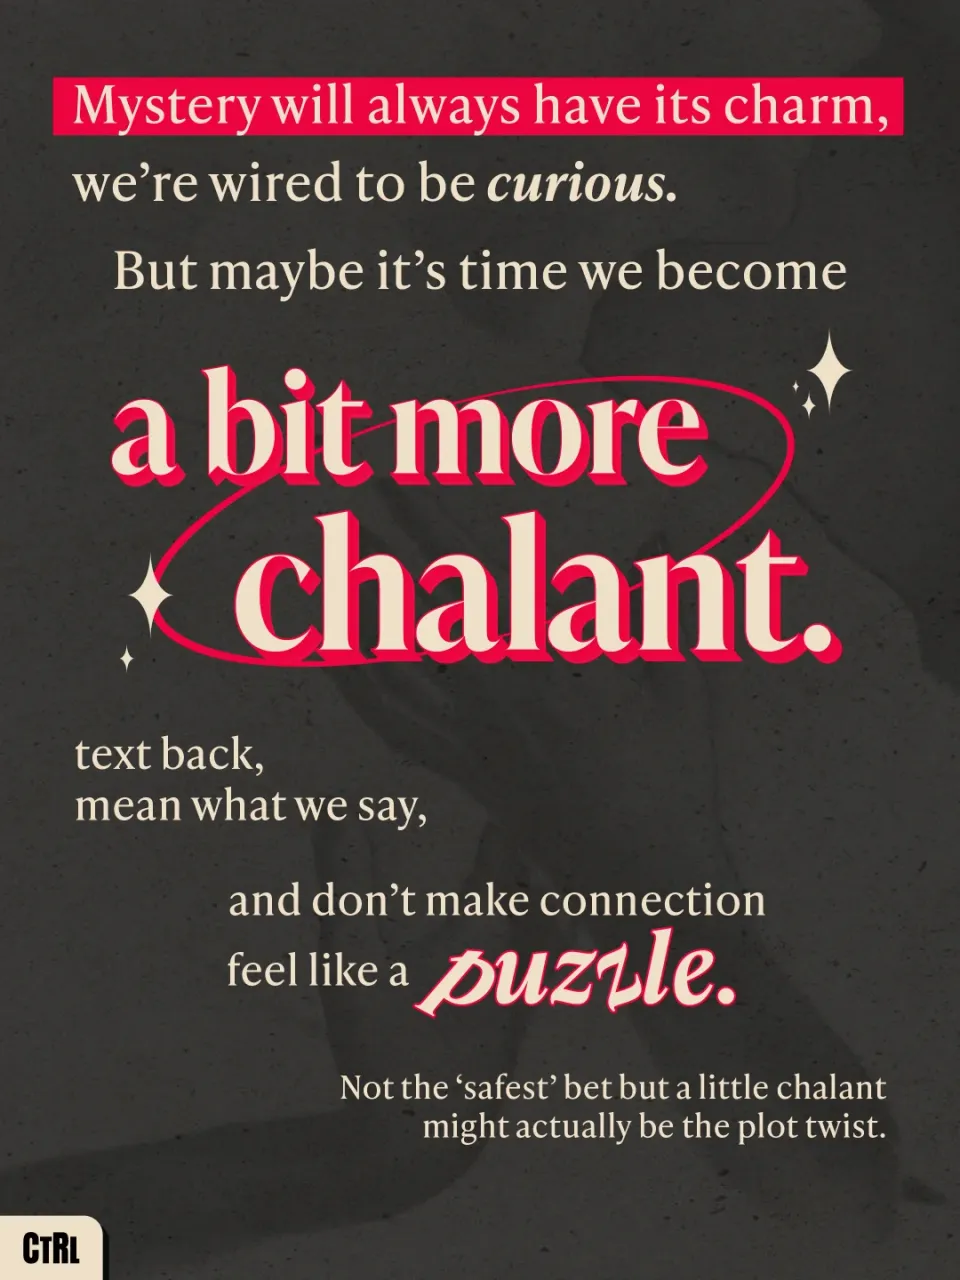 Mystery will always have its charm,
we’re wired to be curious.
But maybe it’s time we become
a bit more
chalant.
text back,
mean what we say,
and don’t make connection
feel like a puzzle.
Not the ‘safest’ bet but a little chalant
might actually be the plot twist.
CTRL